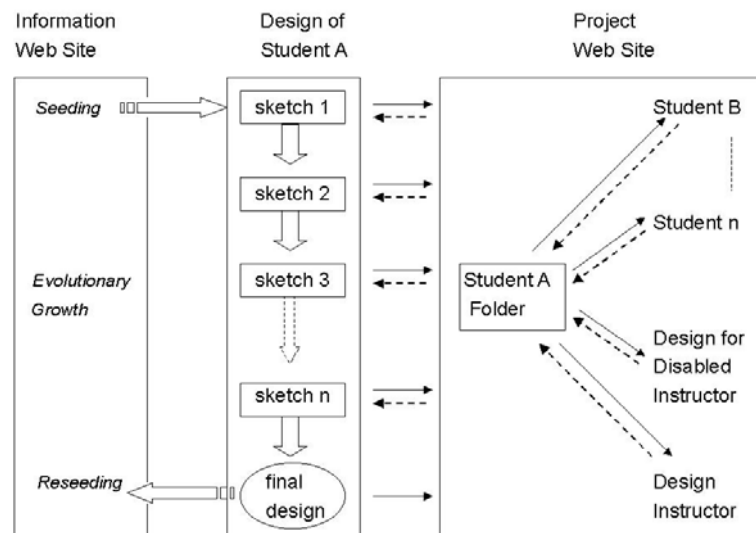 Information
Web Site
Design of
Student A
Project
Web Site
Seeding
sketch 1
Student B
sketch 2
Student n
Evolutionary
Growth
sketch 3
Student A
Folder
Design for
Disabled
Instructor
sketch n
Reseeding
final
design
Design
Instructor